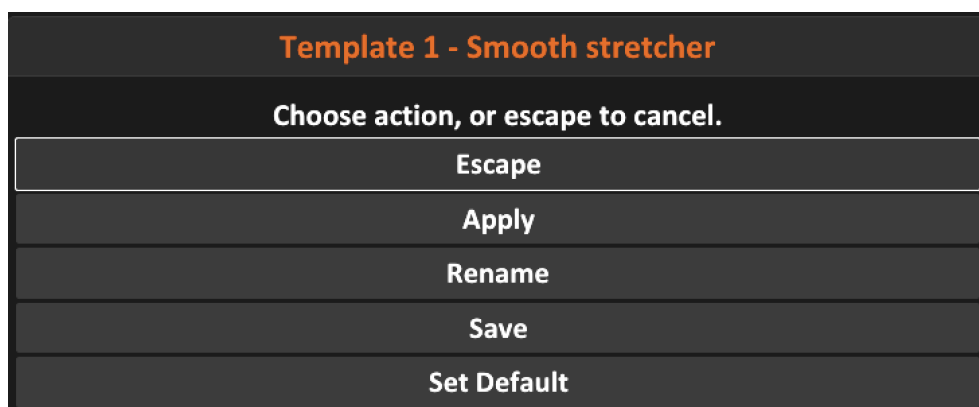 Template 1 - Smooth stretcher
Choose action, or escape to cancel.
Escape
Apply
Rename
Save
Set Default